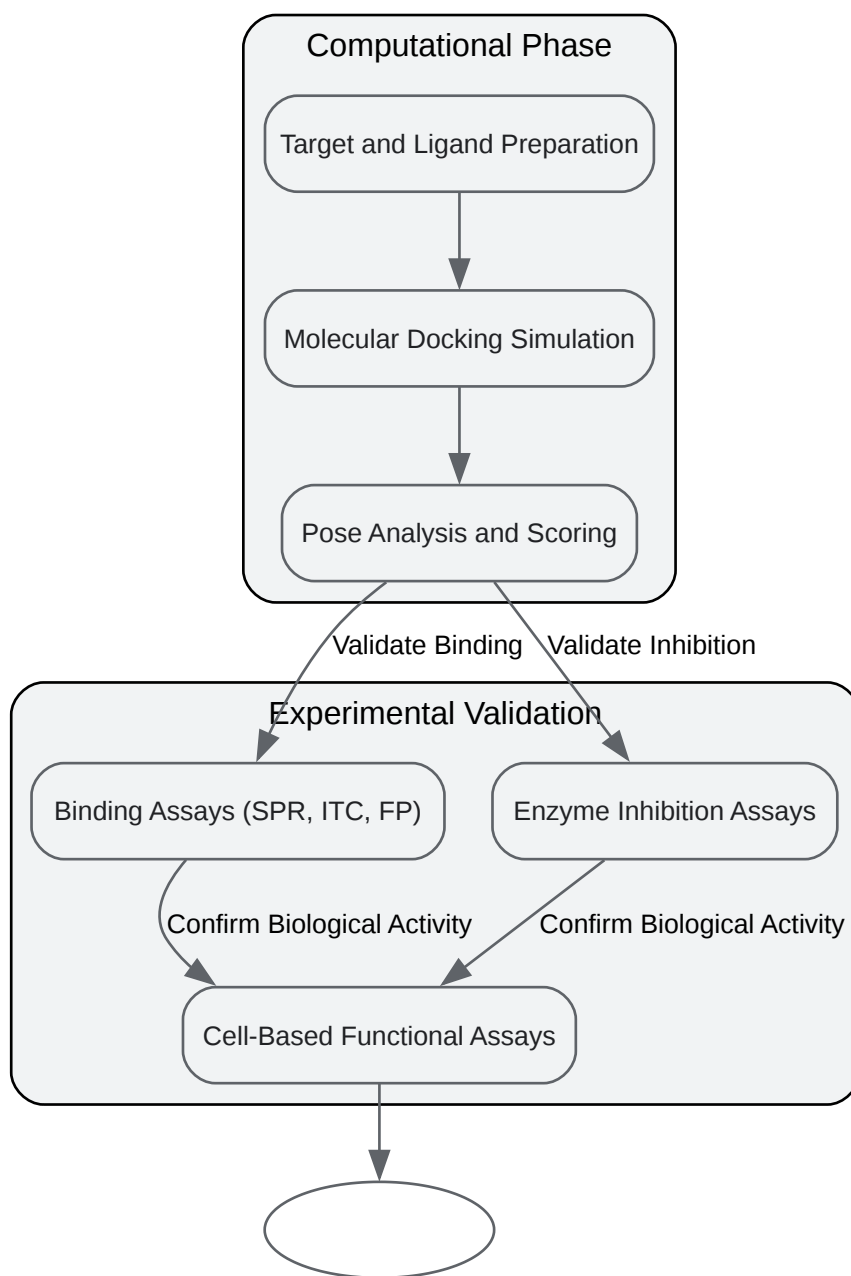 Computational Phase
Target and Ligand Preparation
Molecular Docking Simulation
Pose Analysis and Scoring
Validate Binding
Validate Inhibition
Experimental Validation
Binding Assays (SPR, ITC, FP)
Enzyme Inhibition Assays
Confirm Biological Activity
Confirm Biological Activity
Cell-Based Functional Assays